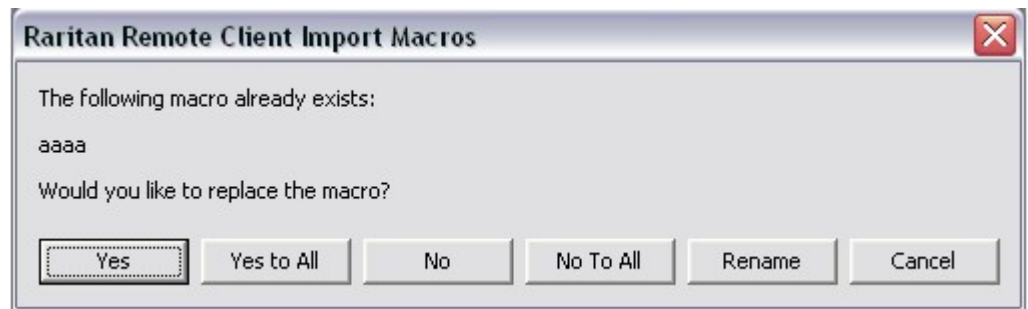 Raritan Remote Client Import Macros
The following macro already exists:
aaaa
Would you like to replace the macro?
Yes Yes to All No No To All Rename Cancel